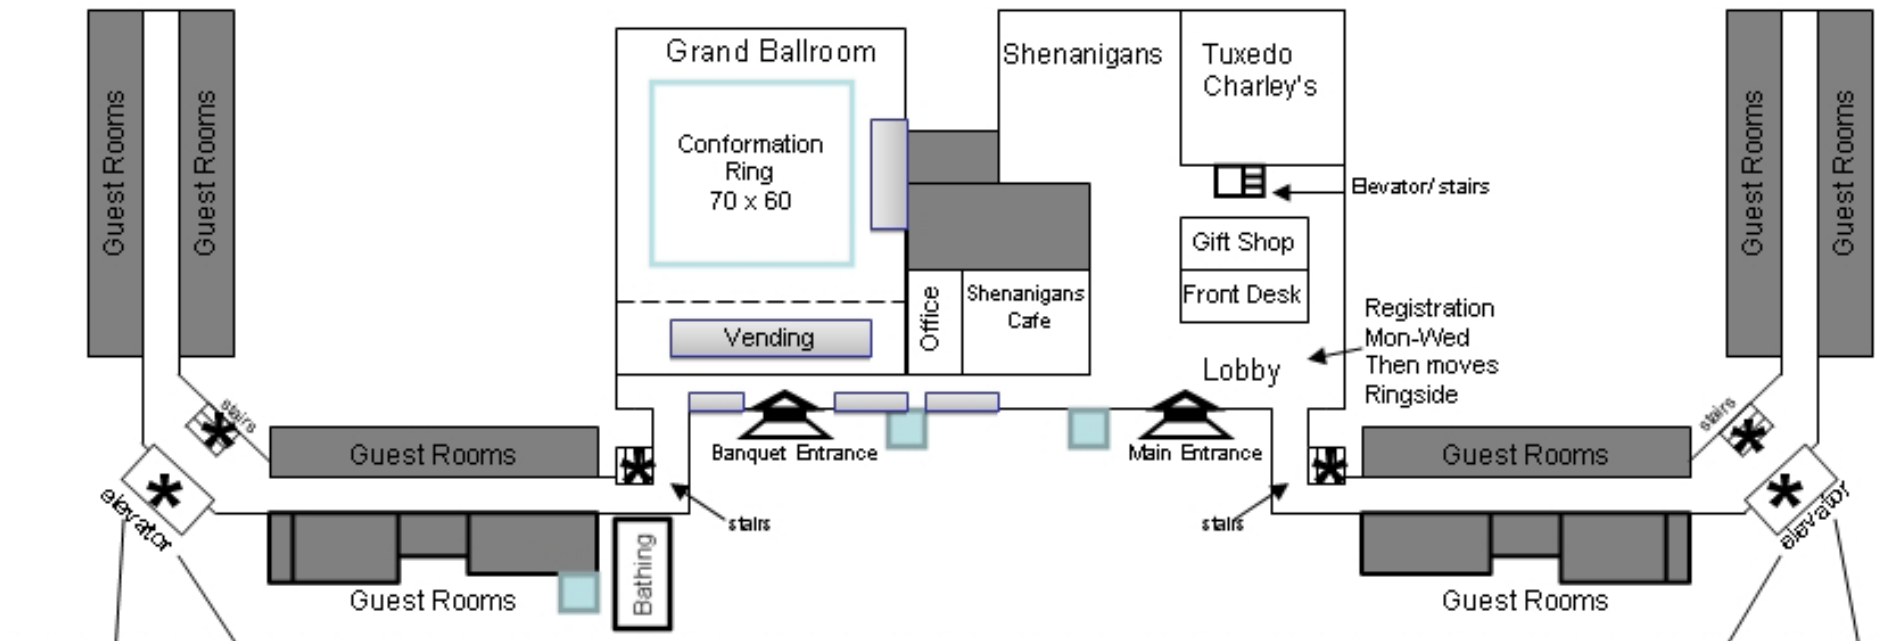 Grand Ballroom
Shenanigans
Tuxedo
Charley's
Guest Rooms
Guest Rooms
Conformation
Ring
70 x 60
Guest Rooms
Guest Rooms
Elevator/stairs
Gift Shop
Front Desk
Office
Shenanigans
Cafe
Vending
Registration
Mon-Wed
Then moves
Ringside
Lobby
stairs
stairs
Guest Rooms
Banquet Entrance
Main Entrance
Guest Rooms
elevator
stairs
stairs
elevator
Bathing
Guest Rooms
Guest Rooms